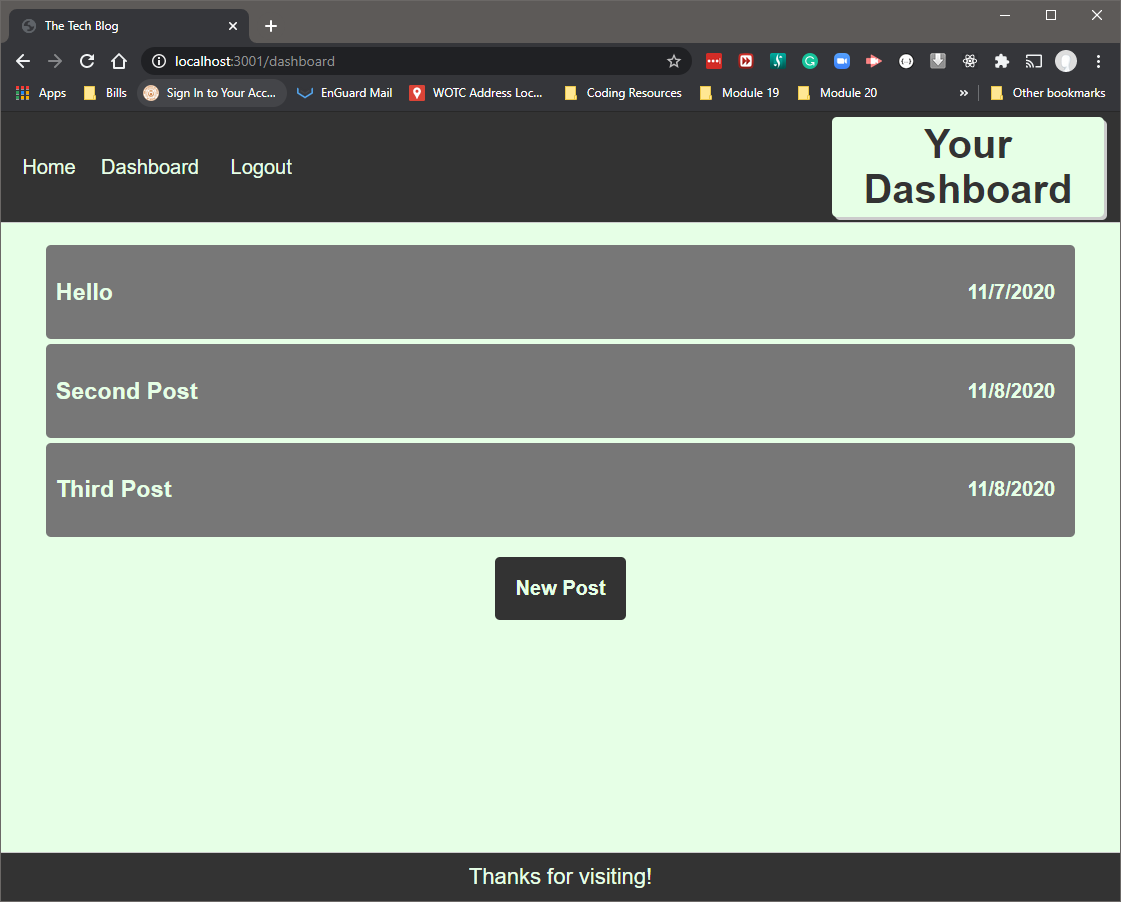 The Tech Blog
localhost:3001/dashboard
Apps Bills Sign In to Your Acc... EnGuard Mail WOTC Address Loc... Coding Resources Module 19 Module 20 » Other bookmarks
Home Dashboard Logout
Your
Dashboard
Hello 11/7/2020
Second Post 11/8/2020
Third Post 11/8/2020
New Post
Thanks for visiting!